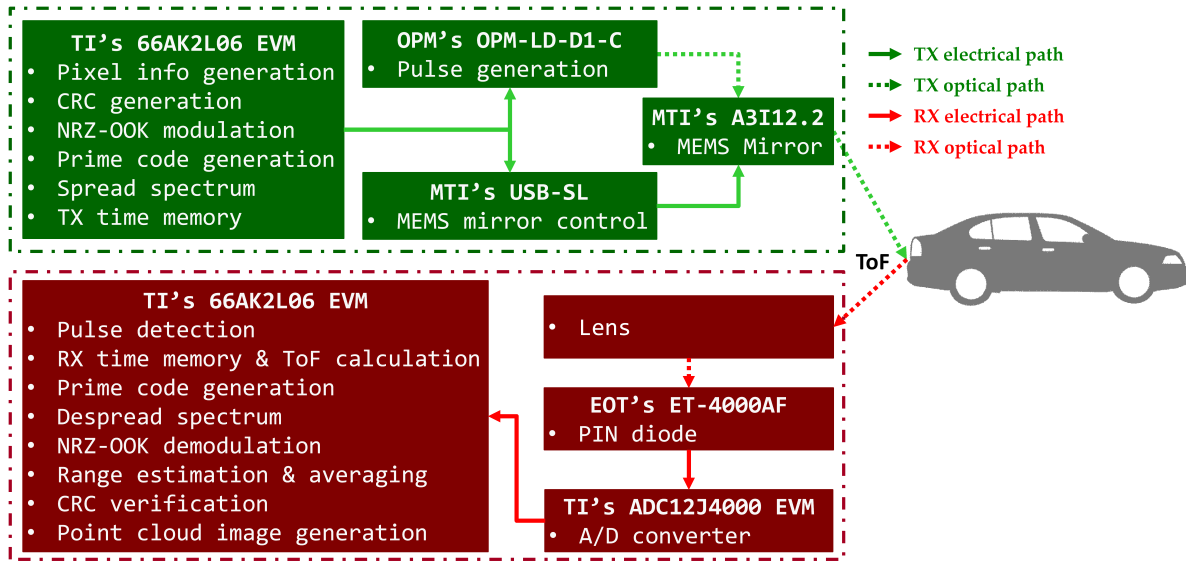 TI's 66AK2L06 EVM
• Pixel info generation
• CRC generation
• NRZ-OOK modulation
• Prime code generation
• Spread spectrum
• TX time memory
OPM's OPM-LD-D1-C
• Pulse generation
MTI's USB-SL
• MEMS mirror control
MTI's A3I12.2
• MEMS Mirror
TX electrical path
TX optical path
RX electrical path
RX optical path
ToF
TI's 66AK2L06 EVM
• Pulse detection
• RX time memory & ToF calculation
• Prime code generation
• Despread spectrum
• NRZ-OOK demodulation
• Range estimation & averaging
• CRC verification
• Point cloud image generation
• Lens
EOT's ET-4000AF
• PIN diode
TI's ADC12J4000 EVM
• A/D converter